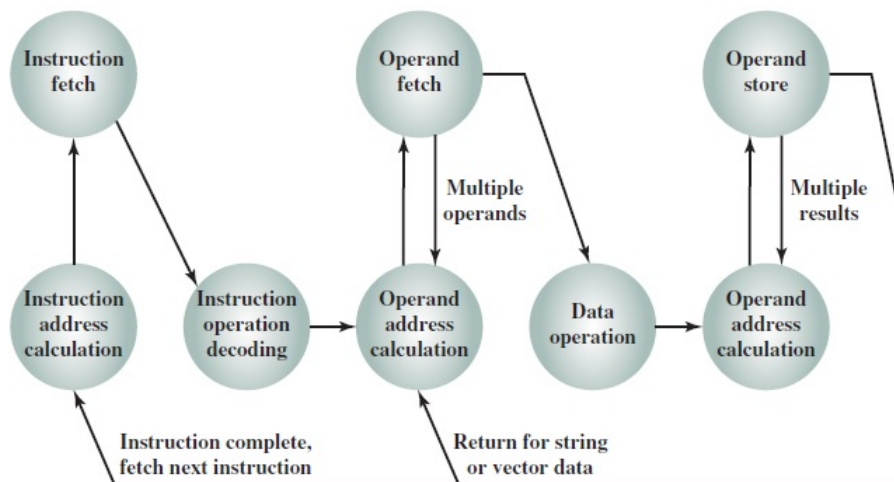 Instruction
fetch
Operand
fetch
Operand
store
Multiple
operands
Multiple
results
Instruction
address
calculation
Instruction
operation
decoding
Operand
address
calculation
Data
operation
Operand
address
calculation
Instruction complete,
fetch next instruction
Return for string
or vector data